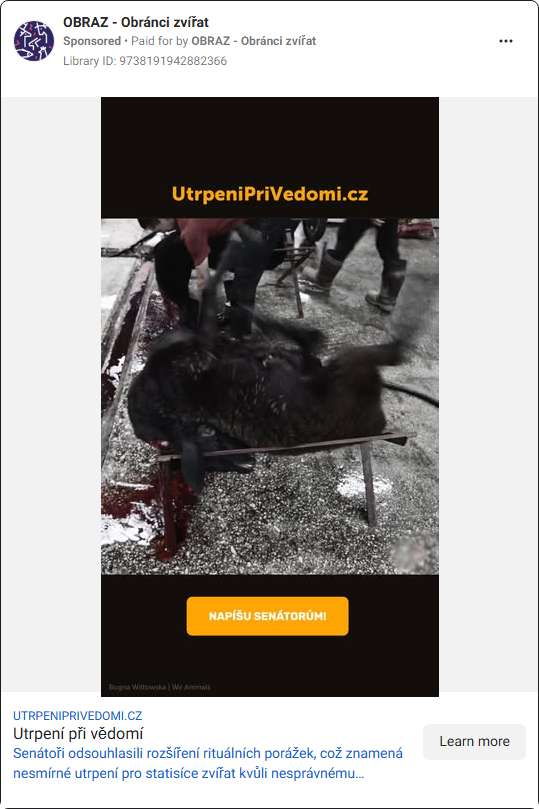 OBRAZ - Obránci zvířat
Sponsored • Paid for by OBRAZ - Obránci zvířat
Library ID: 9738191942882366
UtrpeniPriVedomi.cz
NAPÍŠU SENÁTORŮM!
Bogna Wiltowska | We Animals
UTRPENIPRIVEDOMI.CZ
Utrpení při vědomí
Senátoři odsouhlasili rozšíření rituálních porážek, což znamená
nesmírné utrpení pro statisíce zvířat kvůli nesprávnému...
Learn more